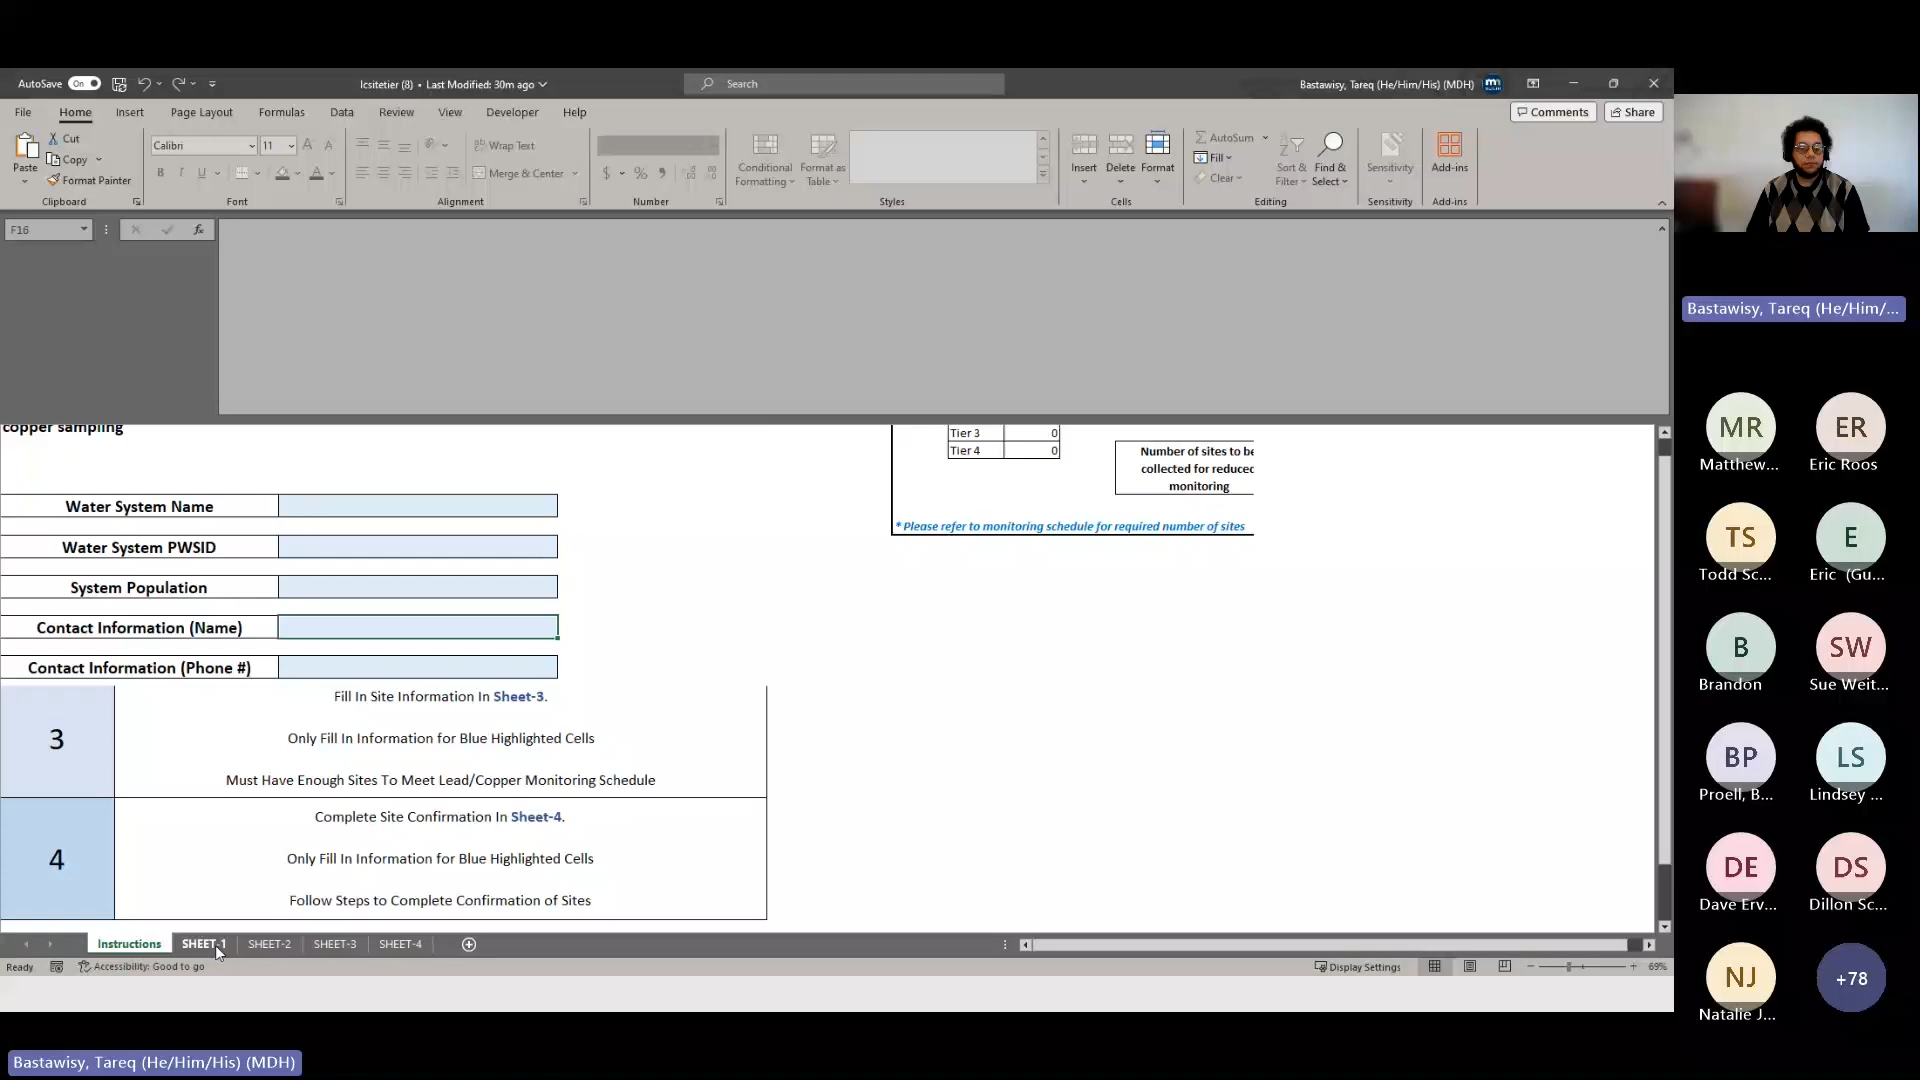 AutoSave On
lcsitetier (8) • Last Modified: 30m ago
Search
Bastawisy, Tareq (He/Him/His) (MDH)
File Home Insert Page Layout Formulas Data Review View Developer Help
Comments Share
Paste
Cut
Copy
Format Painter
Clipboard
Calibri 11
B I U
Font
Wrap Text
Merge & Center
Alignment
$ %
Number
Conditional Formatting
Format as Table
Styles
Insert Delete Format
Cells
AutoSum
Fill
Clear
Sort & Filter
Find & Select
Editing
Sensitivity
Sensitivity
Add-ins
Add-ins
F16
fx
copper sampling
Tier 3 0
Tier 4 0
Number of sites to be
collected for reduced
monitoring
* Please refer to monitoring schedule for required number of sites
Water System Name
Water System PWSID
System Population
Contact Information (Name)
Contact Information (Phone #)
3
Fill In Site Information In Sheet-3.
Only Fill In Information for Blue Highlighted Cells
Must Have Enough Sites To Meet Lead/Copper Monitoring Schedule
4
Complete Site Confirmation In Sheet-4.
Only Fill In Information for Blue Highlighted Cells
Follow Steps to Complete Confirmation of Sites
Instructions SHEET-1 SHEET-2 SHEET-3 SHEET-4
Ready
Accessibility: Good to go
Display Settings
69%
Bastawisy, Tareq (He/Him/...
MR
Matthew...
ER
Eric Roos
TS
Todd Sc...
E
Eric (Gu...
B
Brandon
SW
Sue Weit...
BP
Proell, B...
LS
Lindsey ...
DE
Dave Erv...
DS
Dillon Sc...
NJ
Natalie J...
+78
Bastawisy, Tareq (He/Him/His) (MDH)